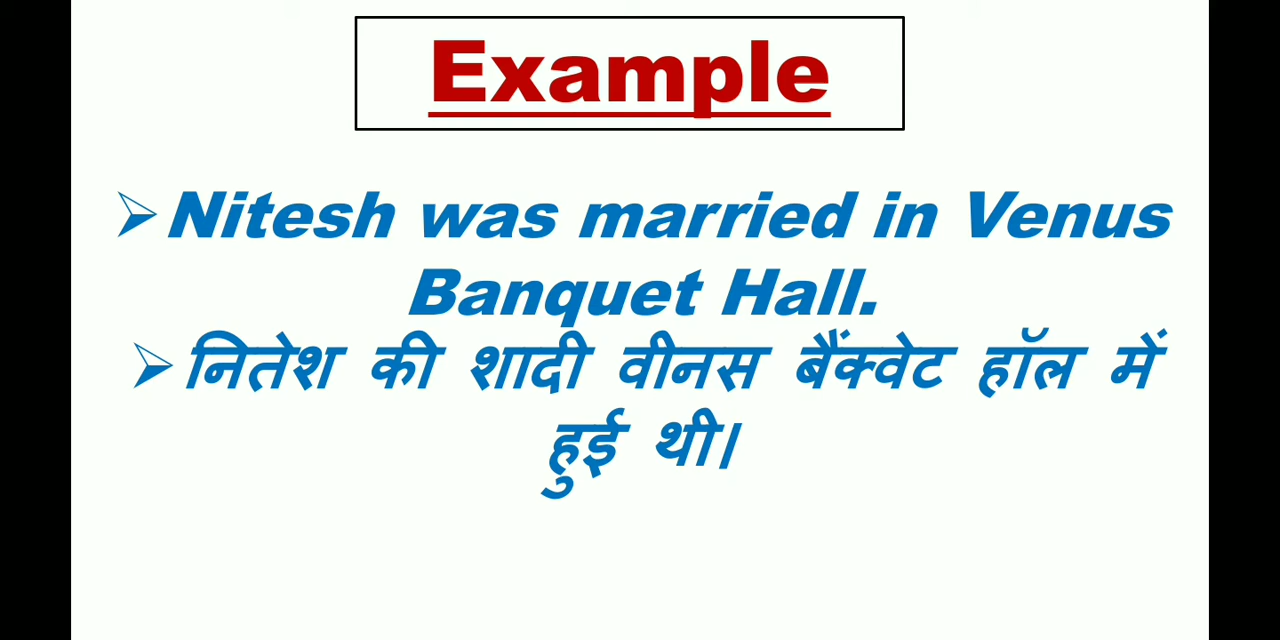 Example
➢Nitesh was married in Venus
Banquet Hall.
➢नितेश की शादी वीनस बैंक्वेट हॉल में
हुई थी।